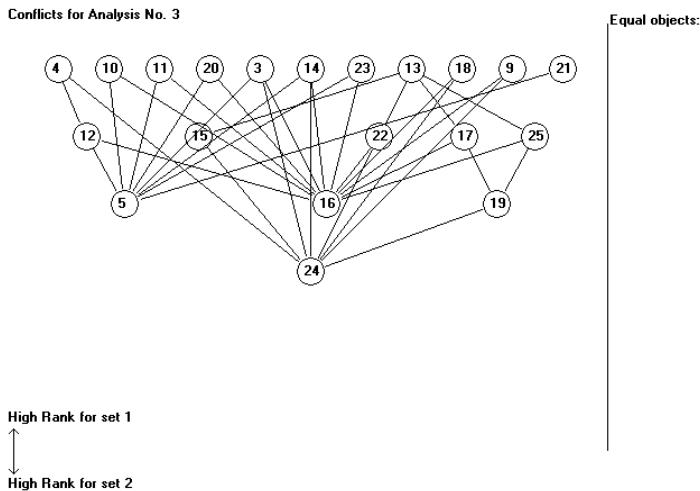 Conflicts for Analysis No. 3
Equal objects:
4 10 11 20 3 14 23 13 18 9 21
12 15 22 17 25
5 16 19
24
High Rank for set 1
High Rank for set 2